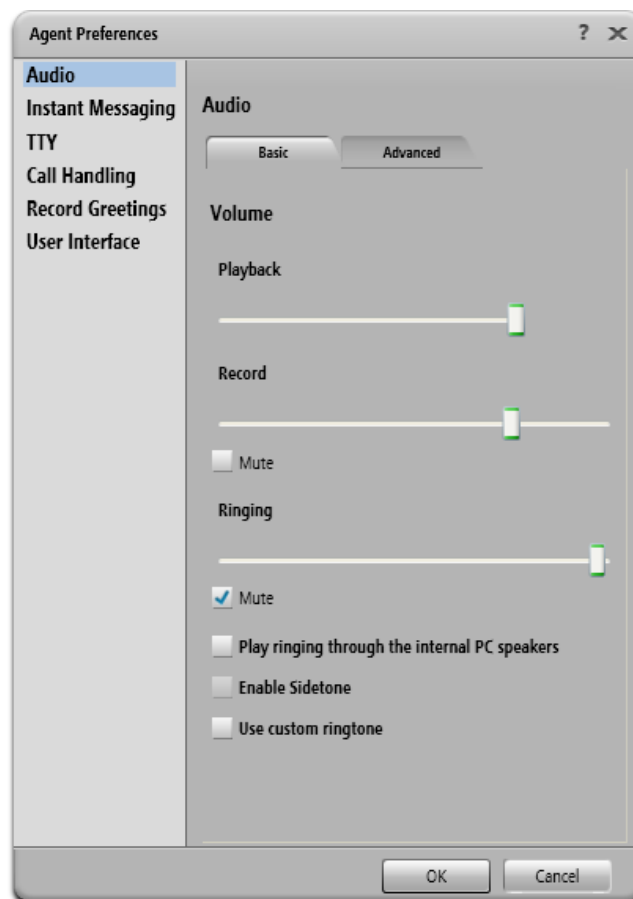 Agent Preferences
?
Audio
Instant Messaging
TTY
Call Handling
Record Greetings
User Interface
Audio
Basic
Advanced
Volume
Playback
Record
Mute
Ringing
Mute
Play ringing through the internal PC speakers
Enable Sidetone
Use custom ringtone
OK
Cancel